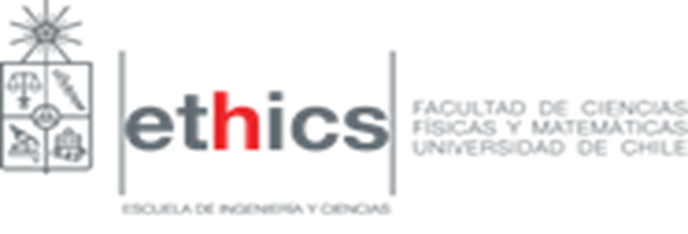 ethics
ESCUELA DE INGENIERÍA Y CIENCIAS
FACULTAD DE CIENCIAS
FÍSICAS Y MATEMÁTICAS
UNIVERSIDAD DE CHILE